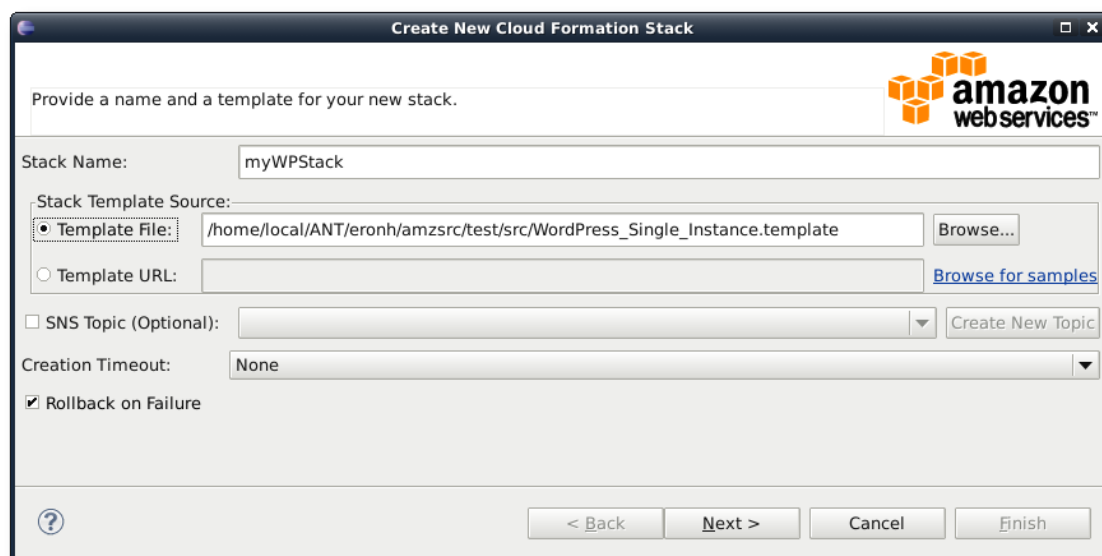 Create New Cloud Formation Stack
Provide a name and a template for your new stack.
amazon
web services™
Stack Name: myWPStack
Stack Template Source:
Template File: /home/local/ANT/eronh/amzsrc/test/src/WordPress_Single_Instance.template Browse...
Template URL: Browse for samples
SNS Topic (Optional): Create New Topic
Creation Timeout: None
Rollback on Failure
? < Back Next > Cancel Finish